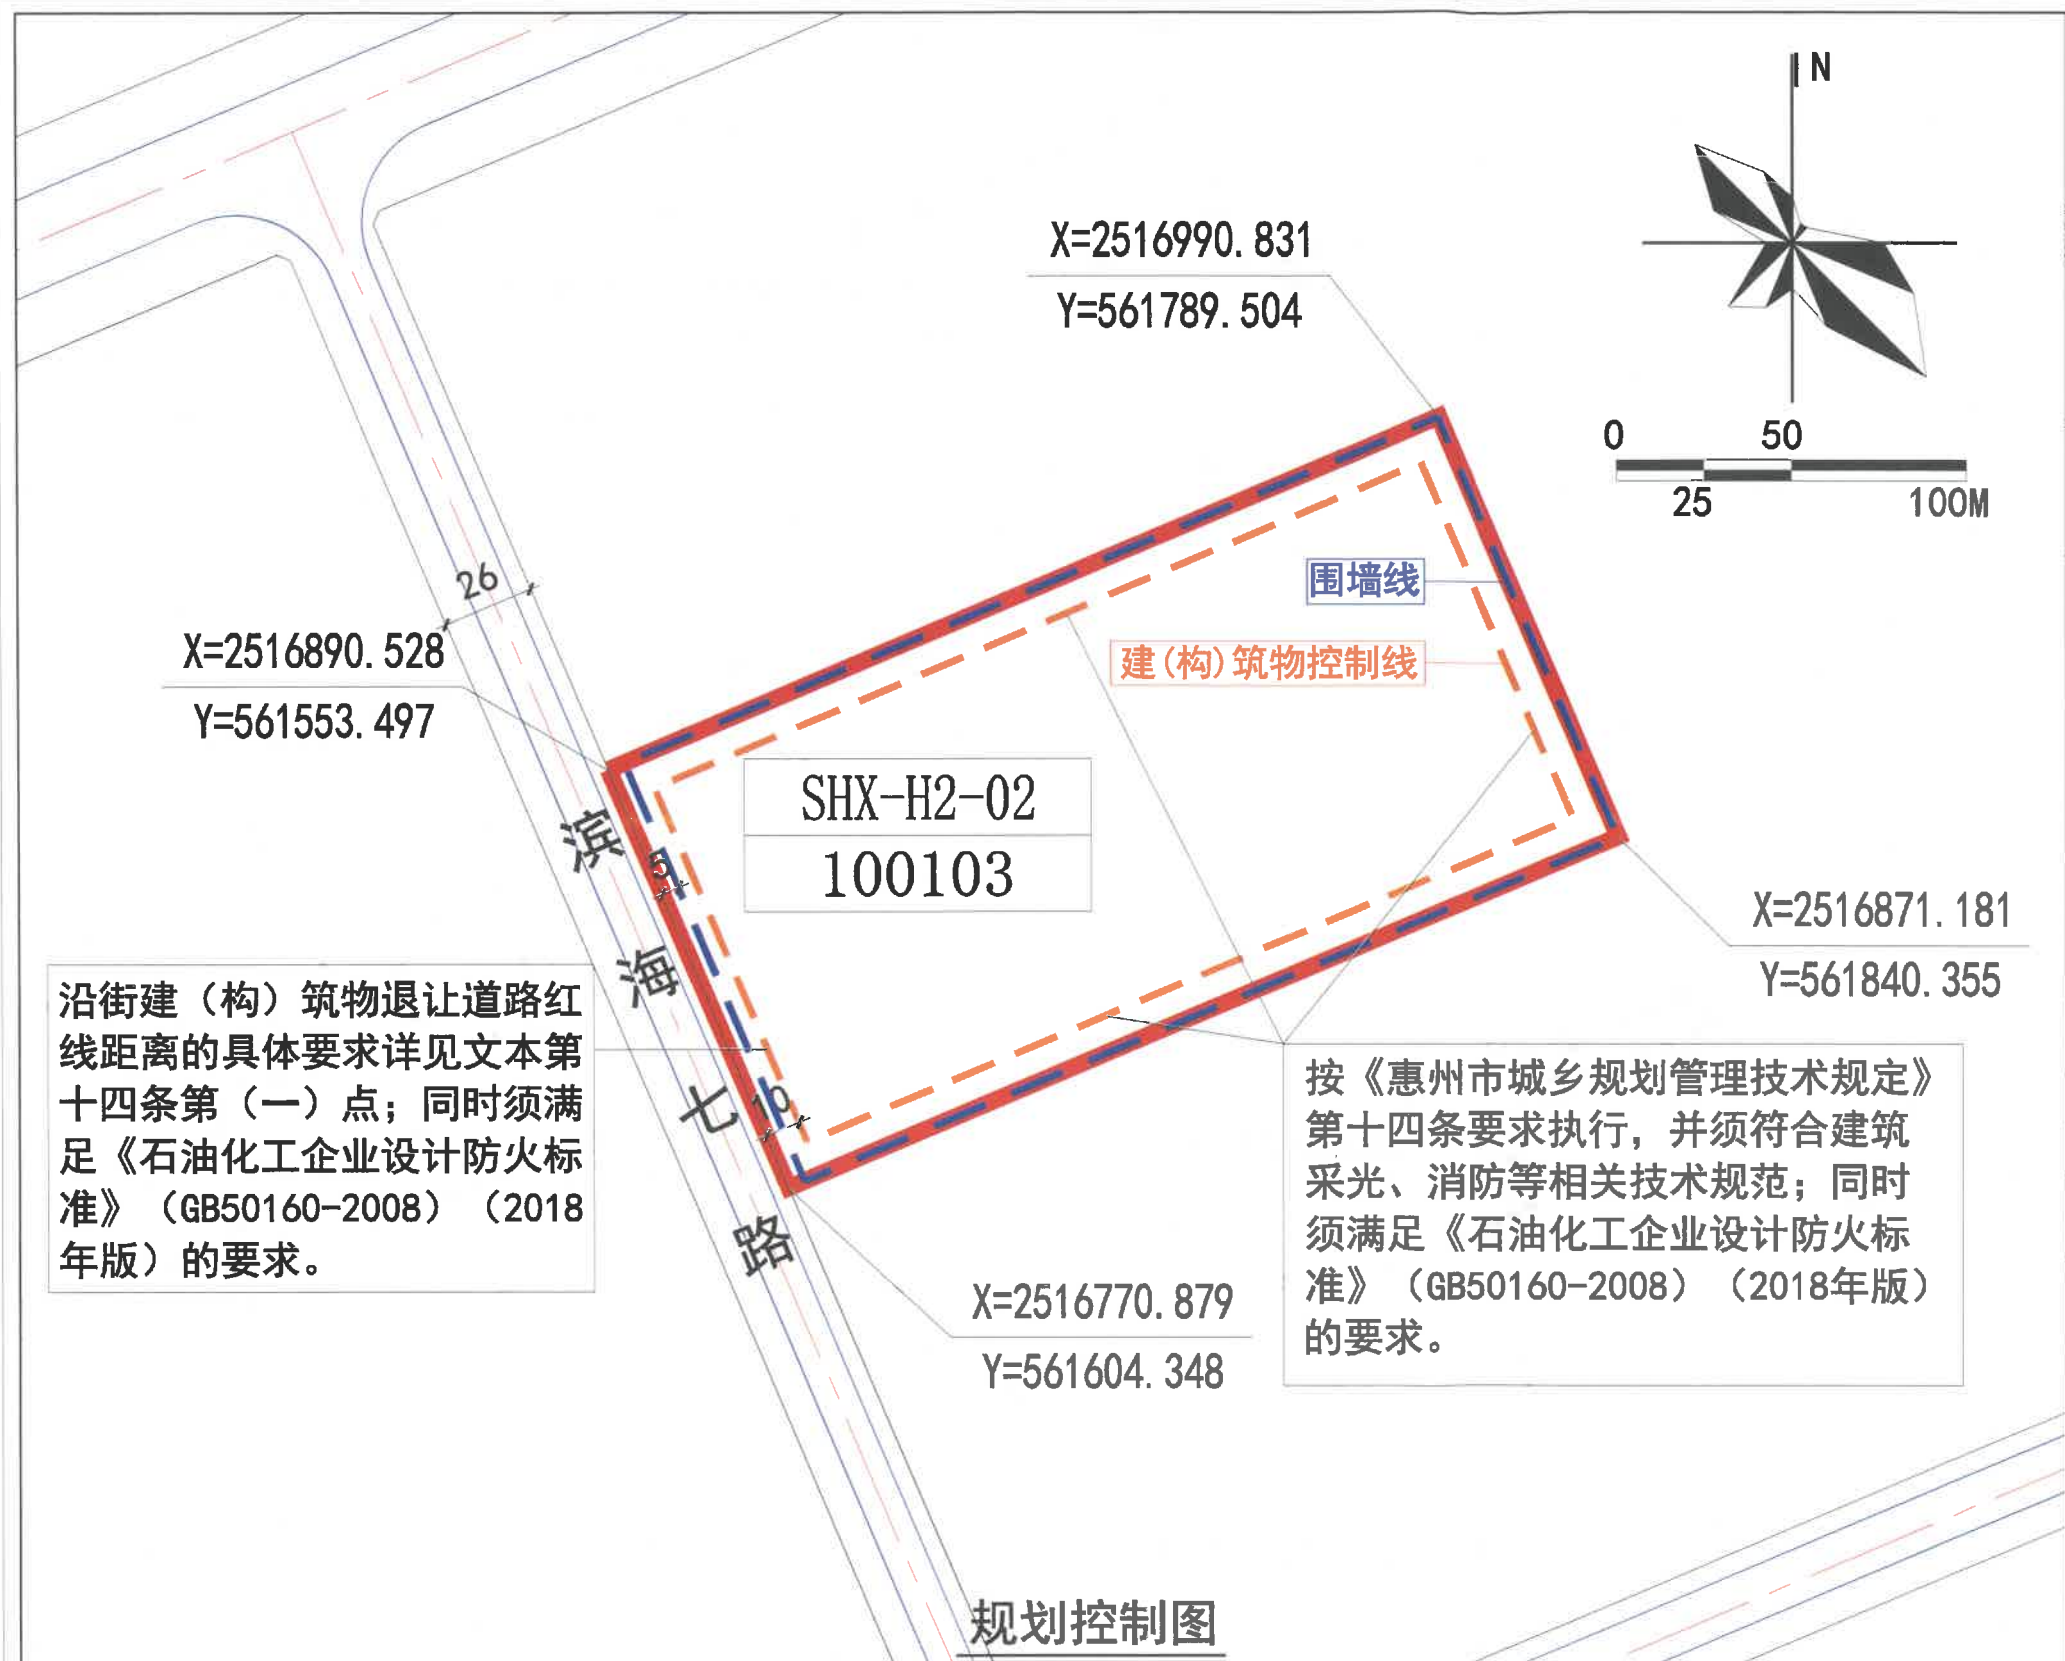 N
X=2516990.831
Y=561789.504
0 50
25 100M
围墙线
26
建(构)筑物控制线
X=2516890.528
Y=561553.497
SHX-H2-02
100103
5
滨海七路
X=2516871.181
Y=561840.355
沿街建（构）筑物退让道路红
线距离的具体要求详见文本第
十四条第（一）点；同时须满
足《石油化工企业设计防火标
准》（GB50160-2008）（2018
年版）的要求。
10
按《惠州市城乡规划管理技术规定》
第十四条要求执行，并须符合建筑
采光、消防等相关技术规范；同时
须满足《石油化工企业设计防火标
准》（GB50160-2008）（2018年版）
的要求。
X=2516770.879
Y=561604.348
规划控制图